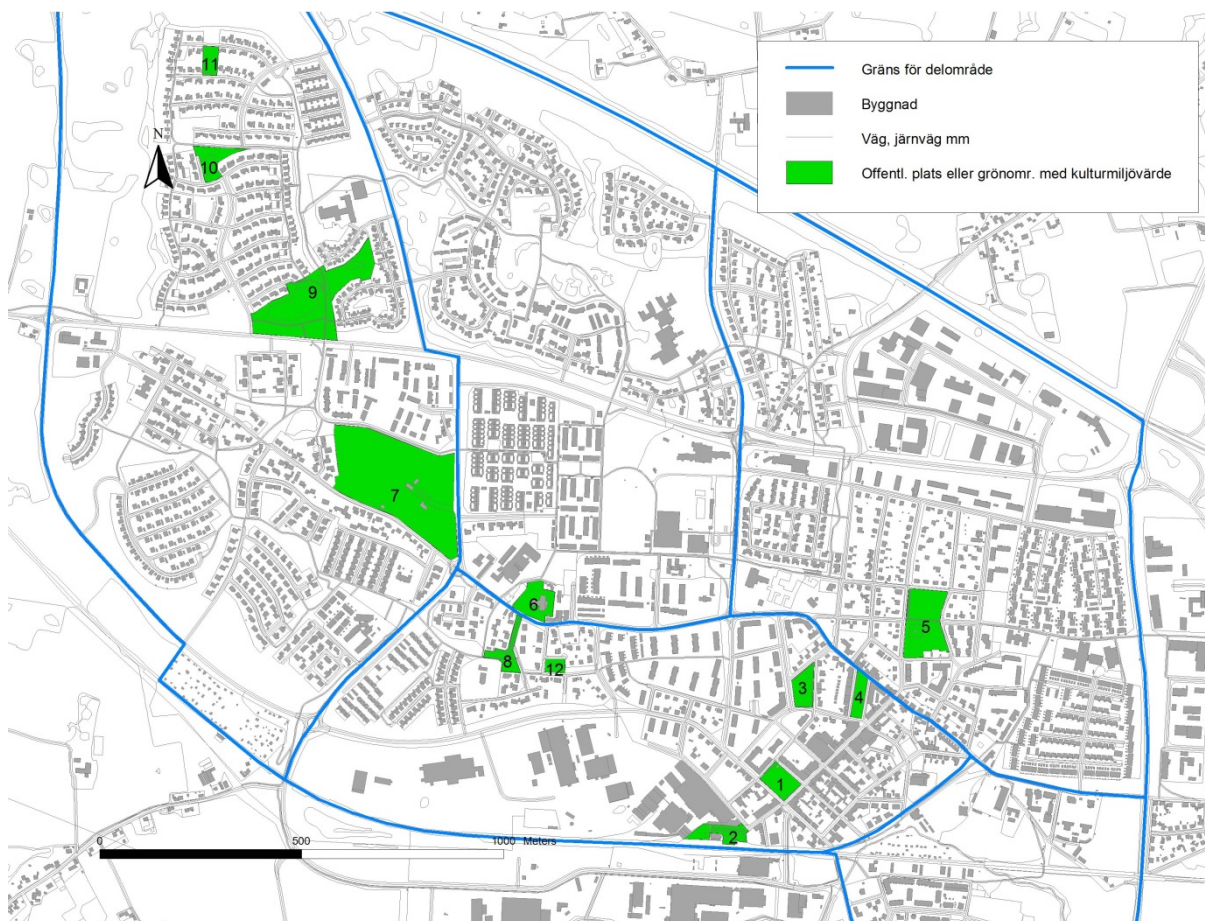 Gräns för delområde
Byggnad
Väg, järnväg mm
Offentl. plats eller grönomr. med kulturmiljövärde
11
N
10
9
7
6
5
8
12
3
4
1
2
0 500 1000 Meters